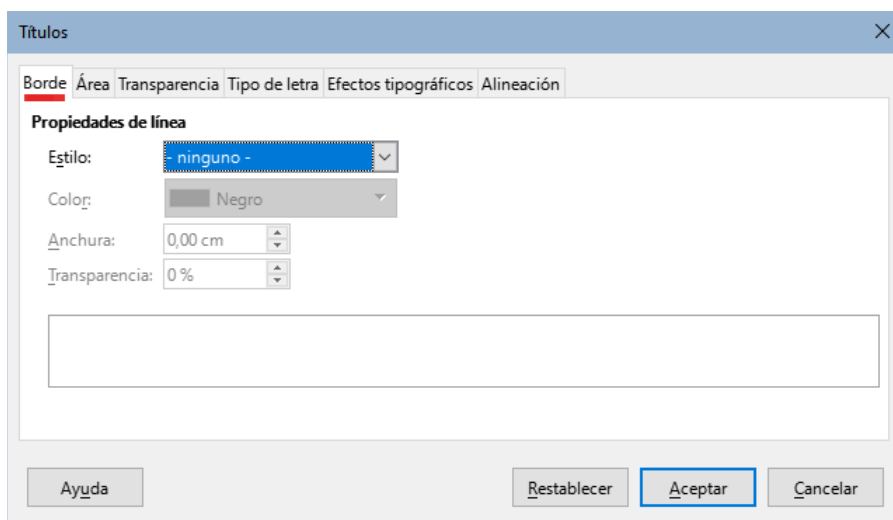 Títulos
Borde Área Transparencia Tipo de letra Efectos tipográficos Alineación
Propiedades de línea
Estilo: - ninguno -
Color: Negro
Anchura: 0,00 cm
Transparencia: 0 %
Ayuda Restablecer Aceptar Cancelar